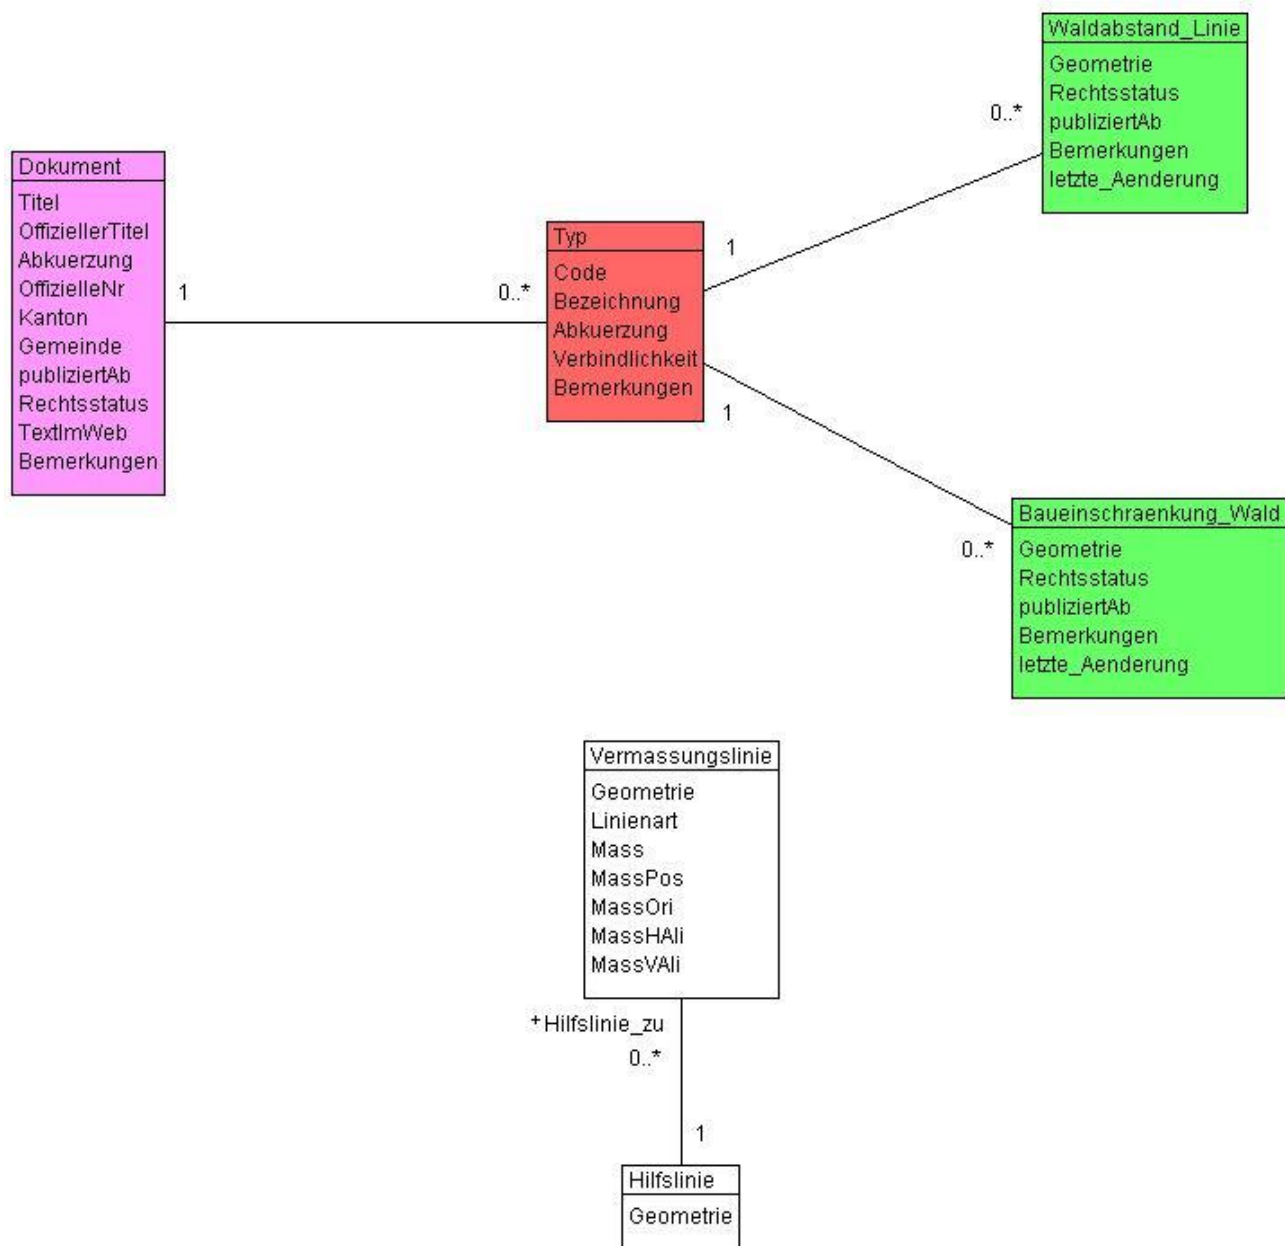 Waldabstand_Linie
Geometrie
Rechtsstatus
publiziertAb
Bemerkungen
letzte_Aenderung
0..*
Dokument
Titel
OffiziellerTitel
Abkuerzung
OffizielleNr
Kanton
Gemeinde
publiziertAb
Rechtsstatus
TextImWeb
Bemerkungen
1
0..*
Typ
Code
Bezeichnung
Abkuerzung
Verbindlichkeit
Bemerkungen
1
1
0..*
Baueinschraenkung_Wald
Geometrie
Rechtsstatus
publiziertAb
Bemerkungen
letzte_Aenderung
Vermassungslinie
Geometrie
Linienart
Mass
MassPos
MassOri
MassHAli
MassVAli
+Hilfslinie_zu
0..*
1
Hilfslinie
Geometrie